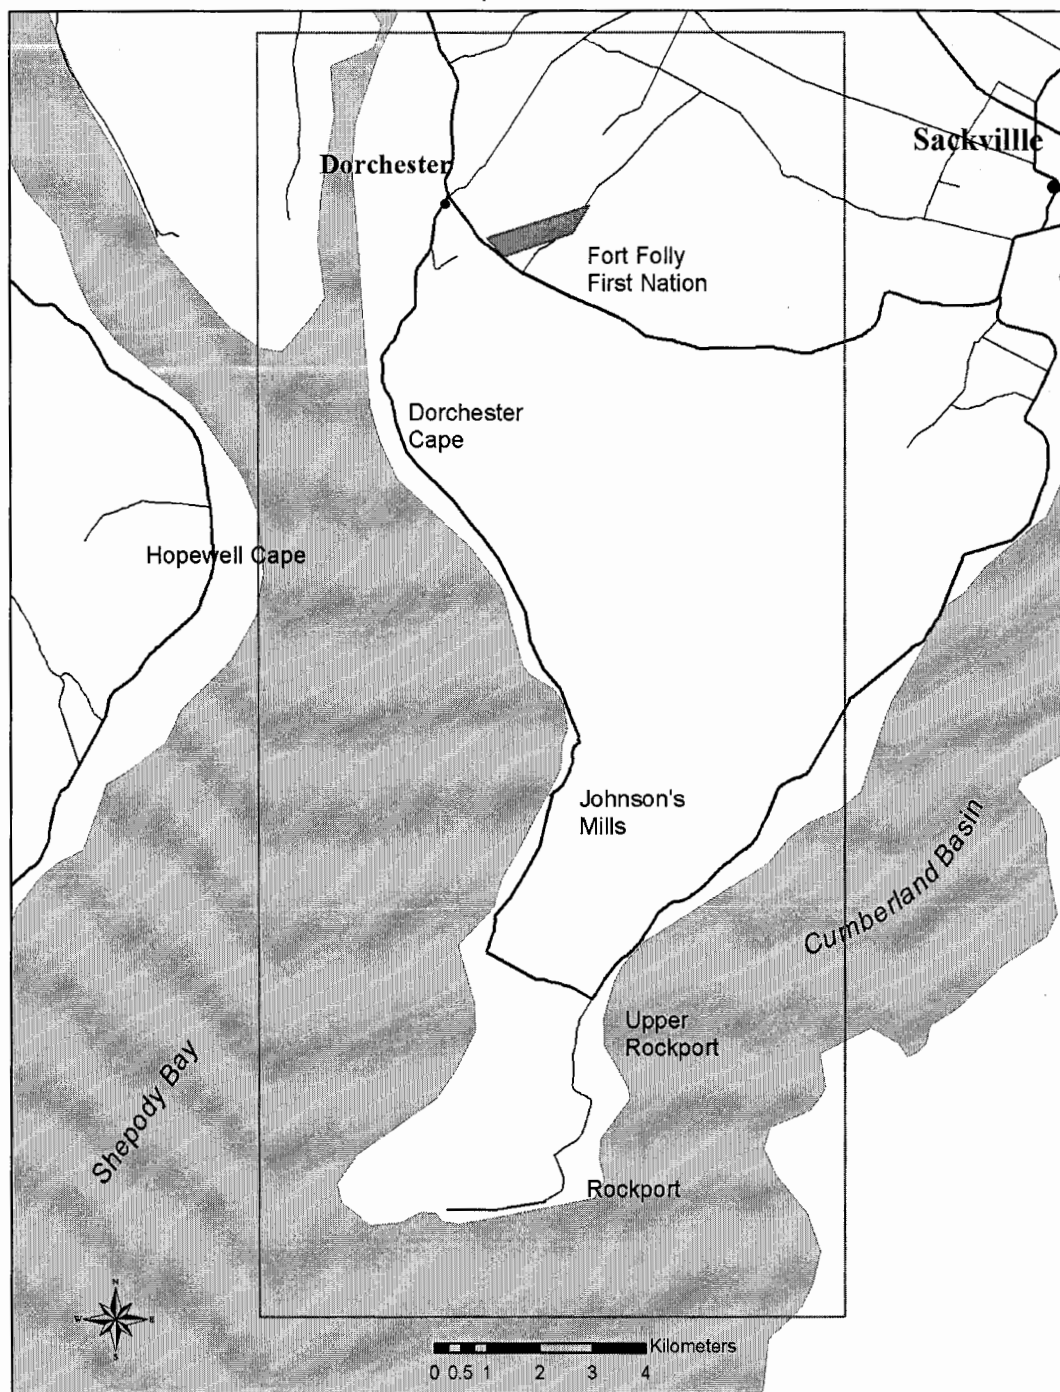 Sackvillle
Dorchester
Fort Folly
First Nation
Dorchester
Cape
Hopewell Cape
Johnson's
Mills
Cumberland Basin
Upper
Rockport
Shepody Bay
Rockport
N
W
E
S
Kilometers
0 0.5 1 2 3 4